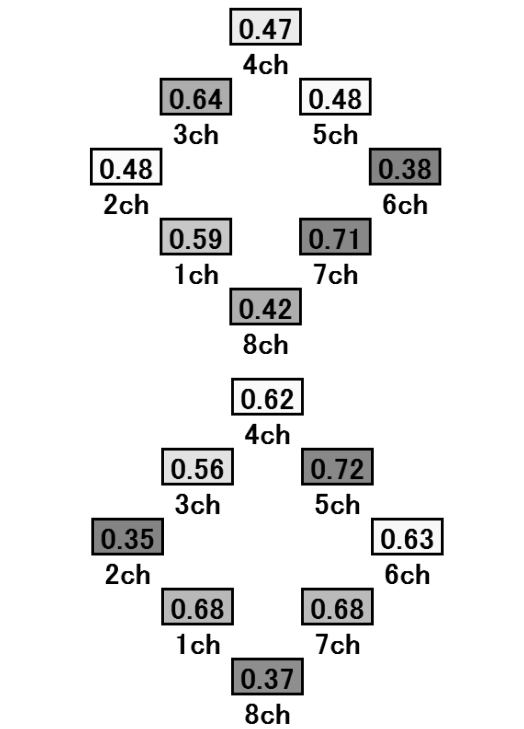 0.47
4ch
0.64 0.48
3ch 5ch
0.48 0.38
2ch 6ch
0.59 0.71
1ch 7ch
0.42
8ch
0.62
4ch
0.56 0.72
3ch 5ch
0.35 0.63
2ch 6ch
0.68 0.68
1ch 7ch
0.37
8ch